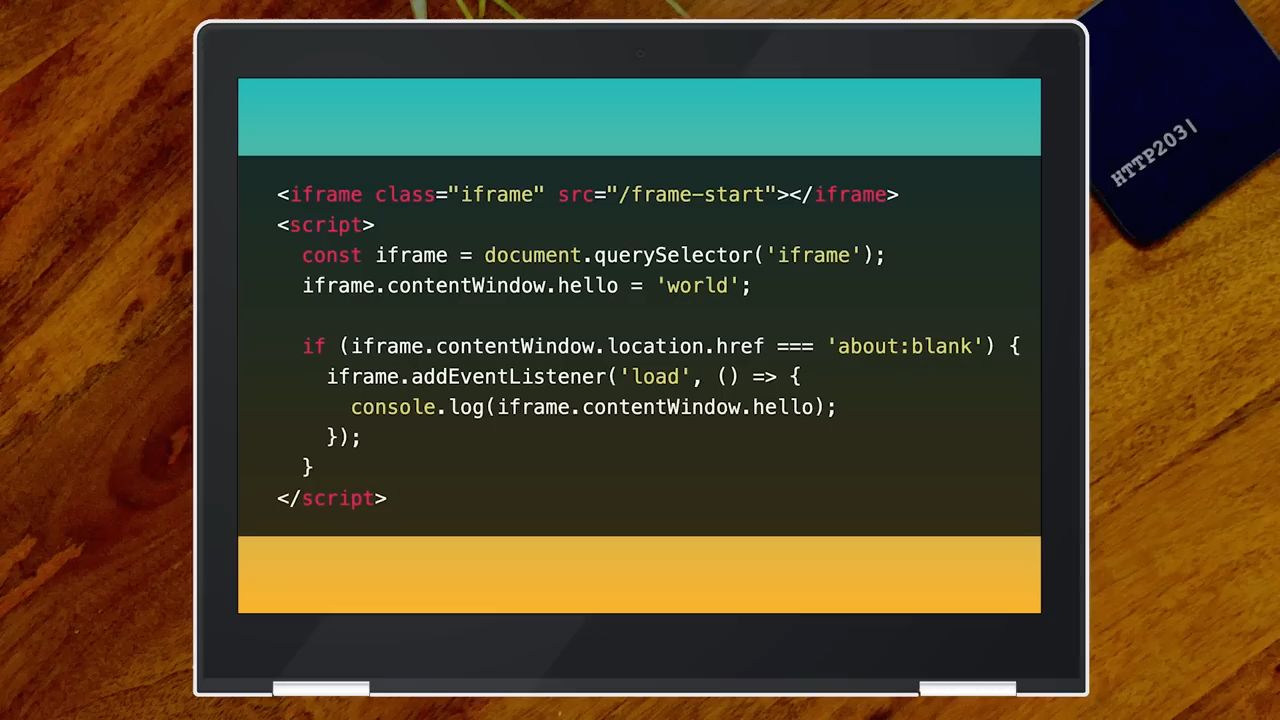 <iframe class="iframe" src="/frame-start"></iframe>
<script>
  const iframe = document.querySelector('iframe');
  iframe.contentWindow.hello = 'world';

  if (iframe.contentWindow.location.href === 'about:blank') {
    iframe.addEventListener('load', () => {
      console.log(iframe.contentWindow.hello);
    });
  }
</script>
HTTP203|